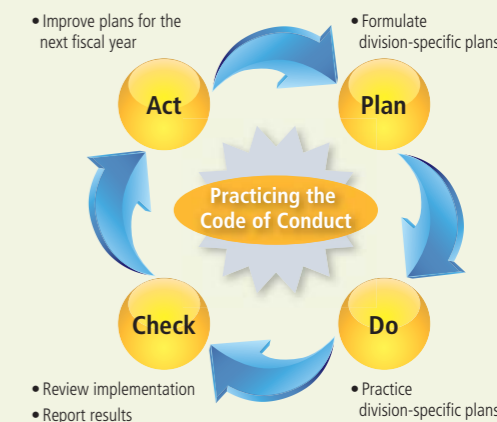 • Improve plans for the
next fiscal year
• Formulate
division-specific plans
Act
Plan
Practicing the
Code of Conduct
Check
Do
• Review implementation
• Report results
• Practice
division-specific plans